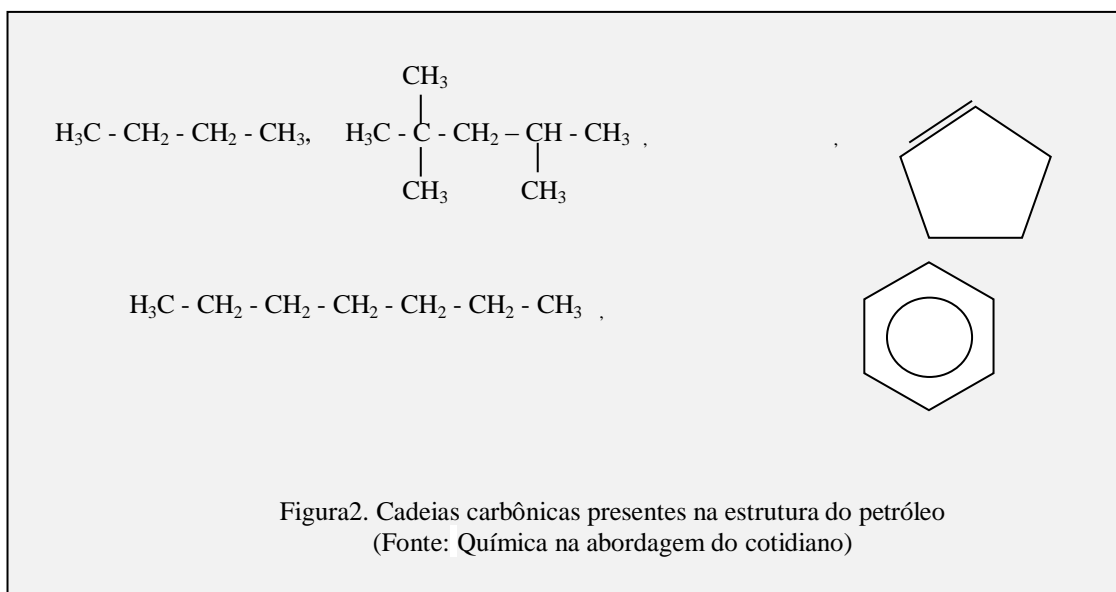 CH₃
H₃C - CH₂ - CH₂ - CH₃, H₃C - C - CH₂ – CH - CH₃ , ,
CH₃ CH₃
H₃C - CH₂ - CH₂ - CH₂ - CH₂ - CH₂ - CH₃ ,
Figura2. Cadeias carbônicas presentes na estrutura do petróleo
(Fonte: Química na abordagem do cotidiano)